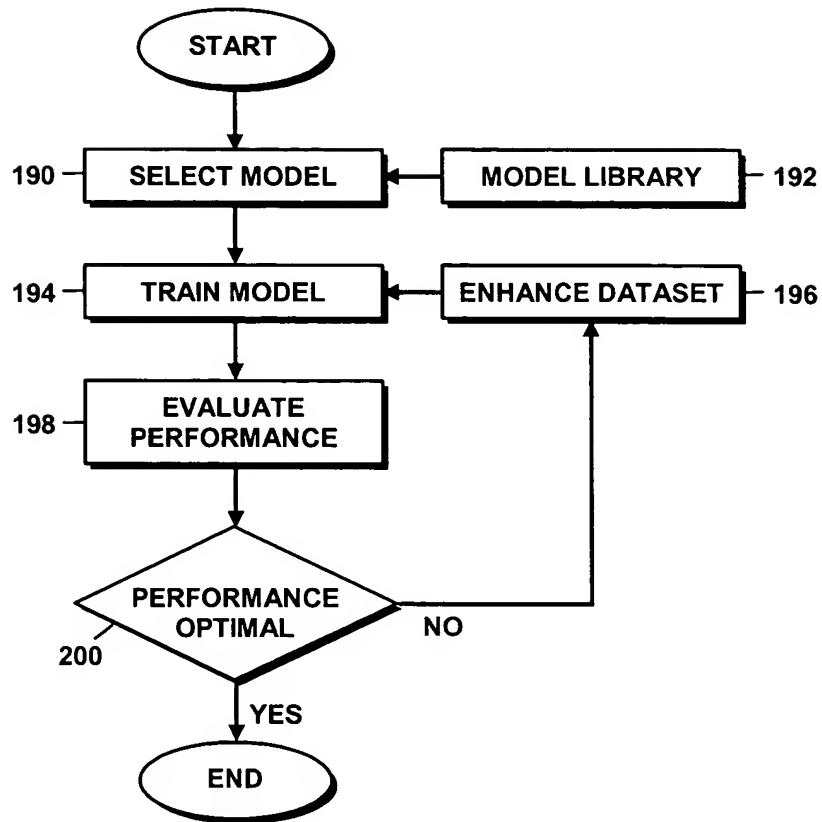 START
190
SELECT MODEL
MODEL LIBRARY
192
194
TRAIN MODEL
ENHANCE DATASET
196
198
EVALUATE
PERFORMANCE
PERFORMANCE
OPTIMAL
NO
200
YES
END